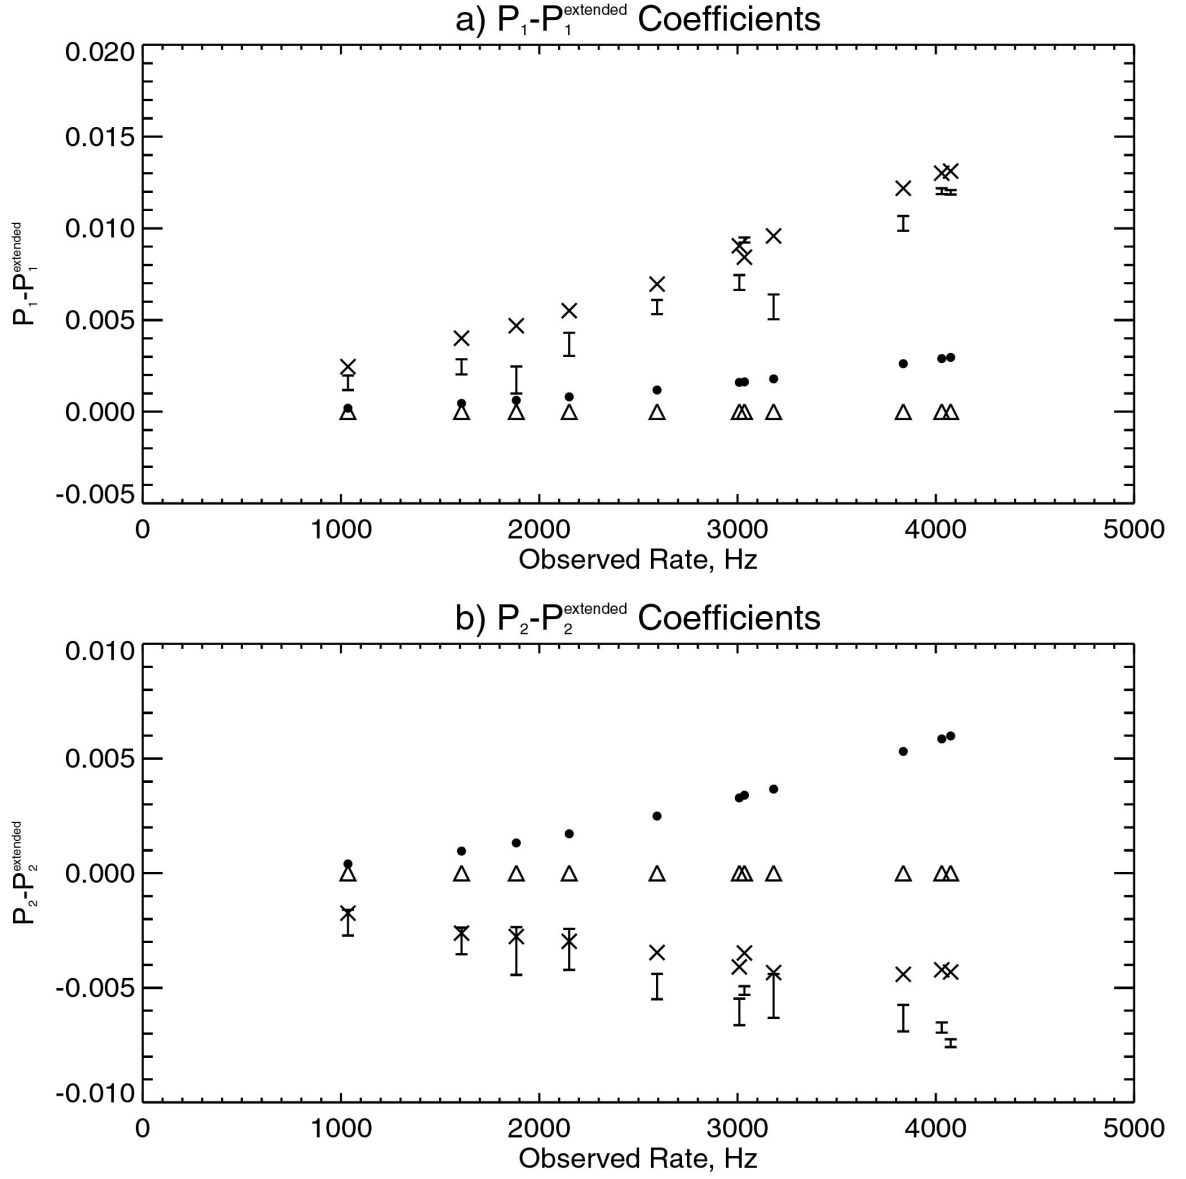 a) P₁-P₁ᵉˣᵗᵉⁿᵈᵉᵈ Coefficients
0.020
0.015
0.010
0.005
0.000
-0.005
P₁-P₁ᵉˣᵗᵉⁿᵈᵉᵈ
0 1000 2000 3000 4000 5000
Observed Rate, Hz
b) P₂-P₂ᵉˣᵗᵉⁿᵈᵉᵈ Coefficients
0.010
0.005
0.000
-0.005
-0.010
P₂-P₂ᵉˣᵗᵉⁿᵈᵉᵈ
0 1000 2000 3000 4000 5000
Observed Rate, Hz